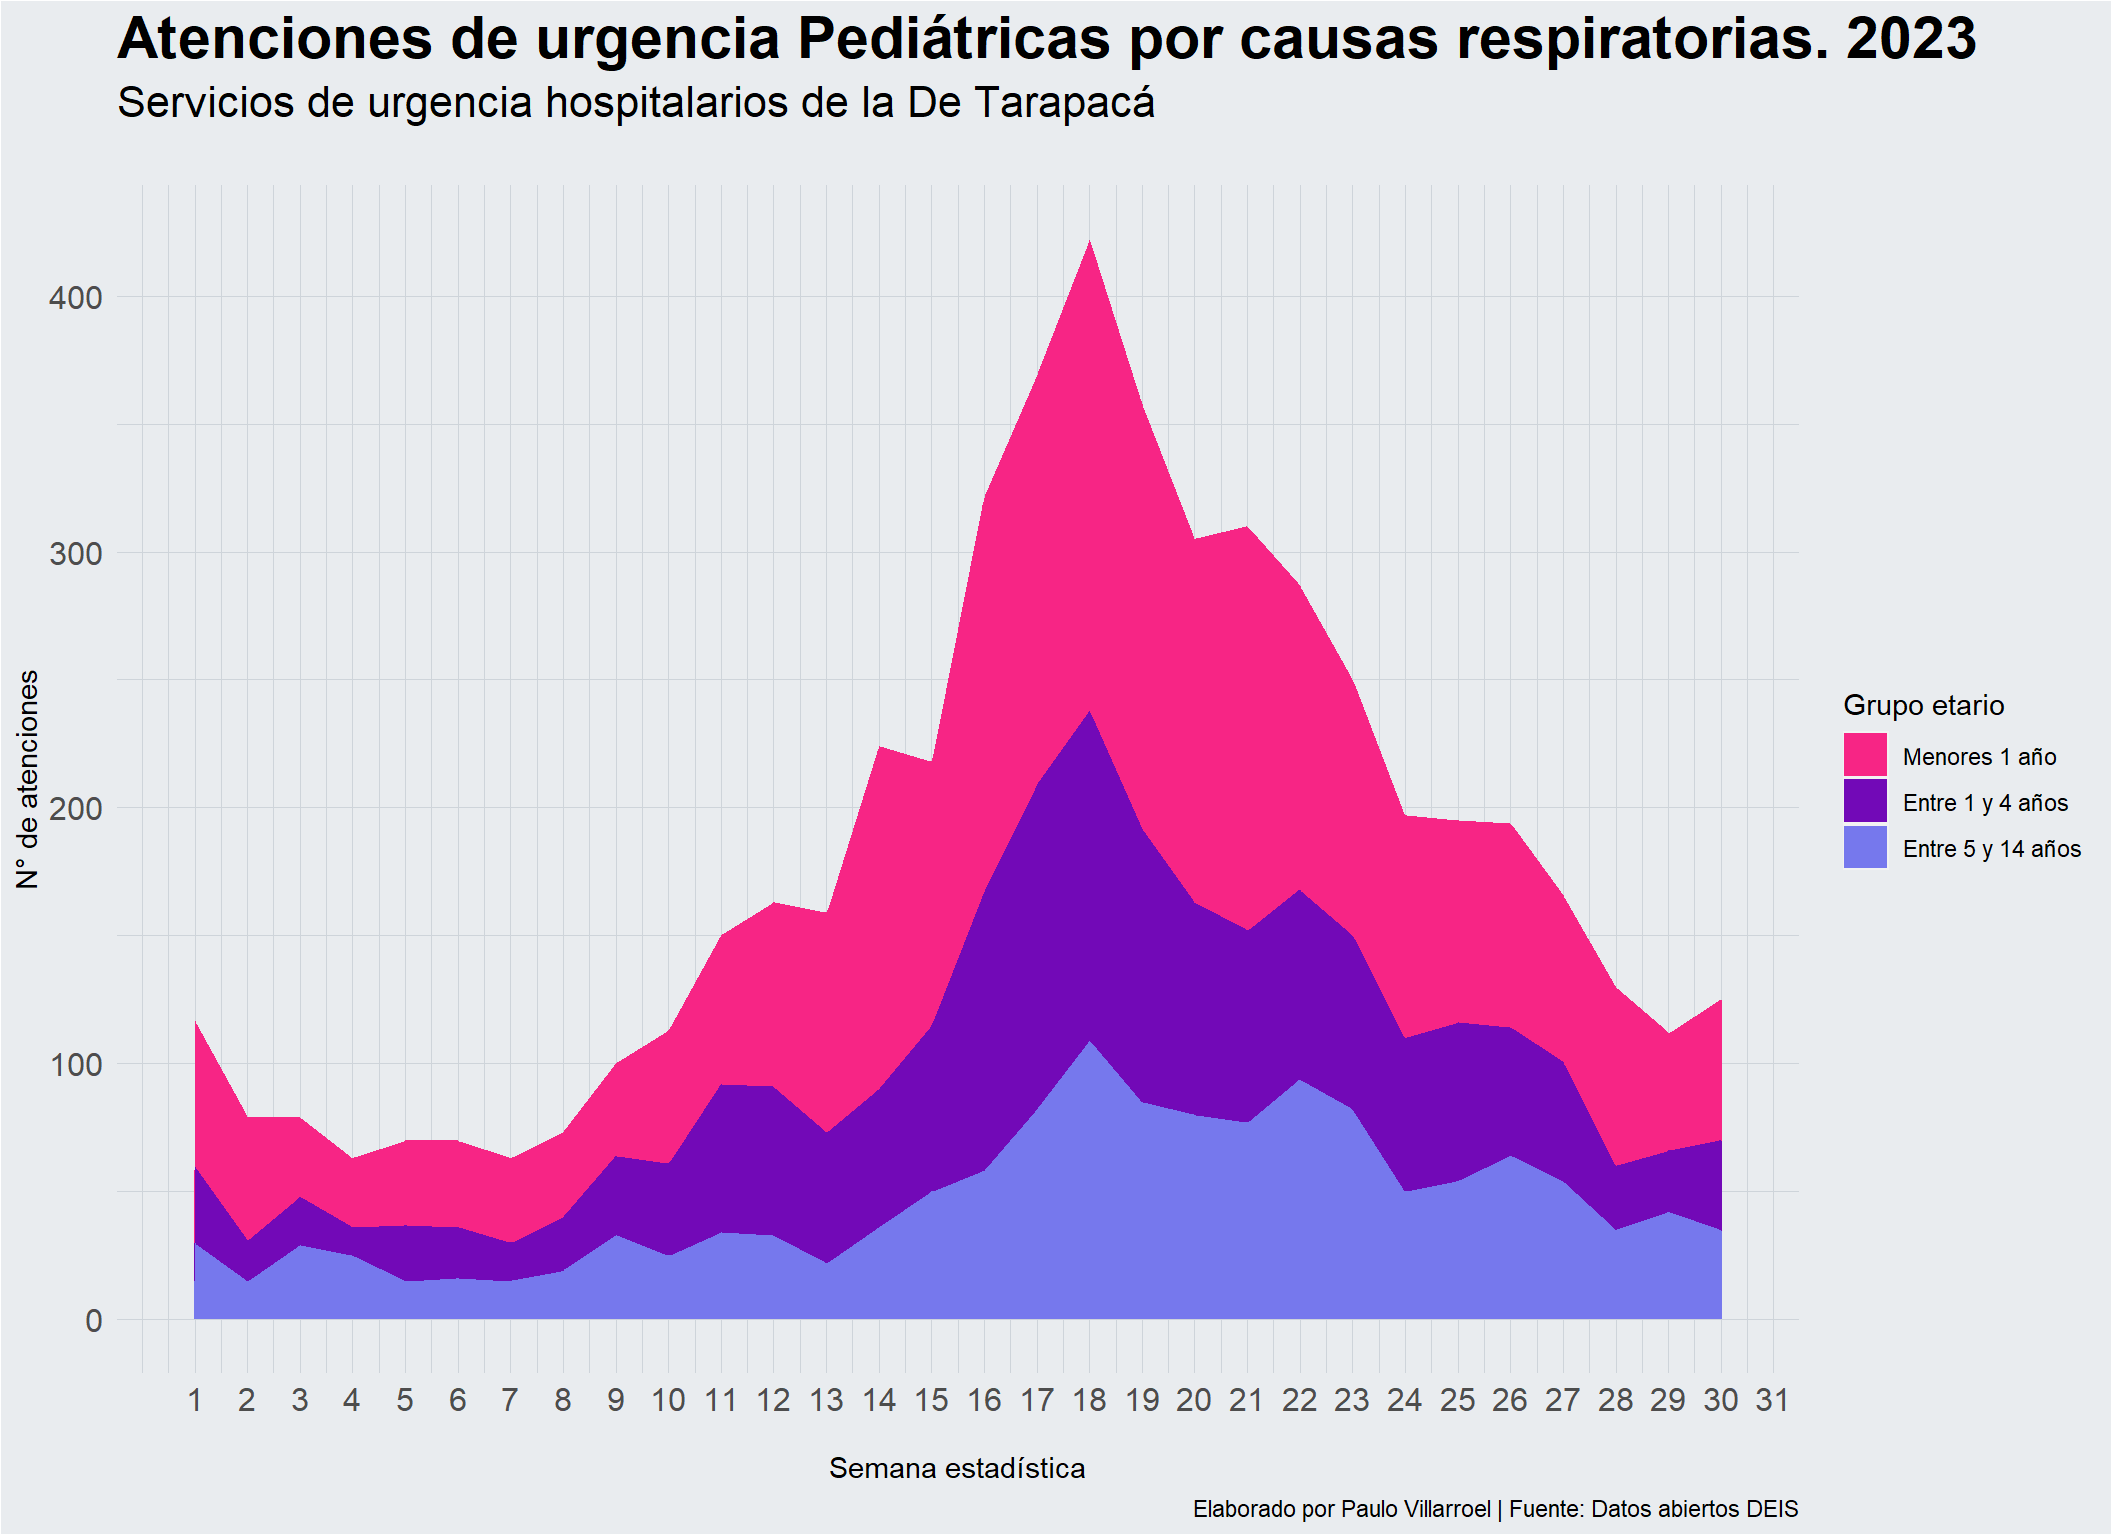 Atenciones de urgencia Pediátricas por causas respiratorias. 2023
Servicios de urgencia hospitalarios de la De Tarapacá
400
300
200
100
0
N° de atenciones
1 2 3 4 5 6 7 8 9 10 11 12 13 14 15 16 17 18 19 20 21 22 23 24 25 26 27 28 29 30 31
Semana estadística
Grupo etario
Menores 1 año
Entre 1 y 4 años
Entre 5 y 14 años
Elaborado por Paulo Villarroel | Fuente: Datos abiertos DEIS